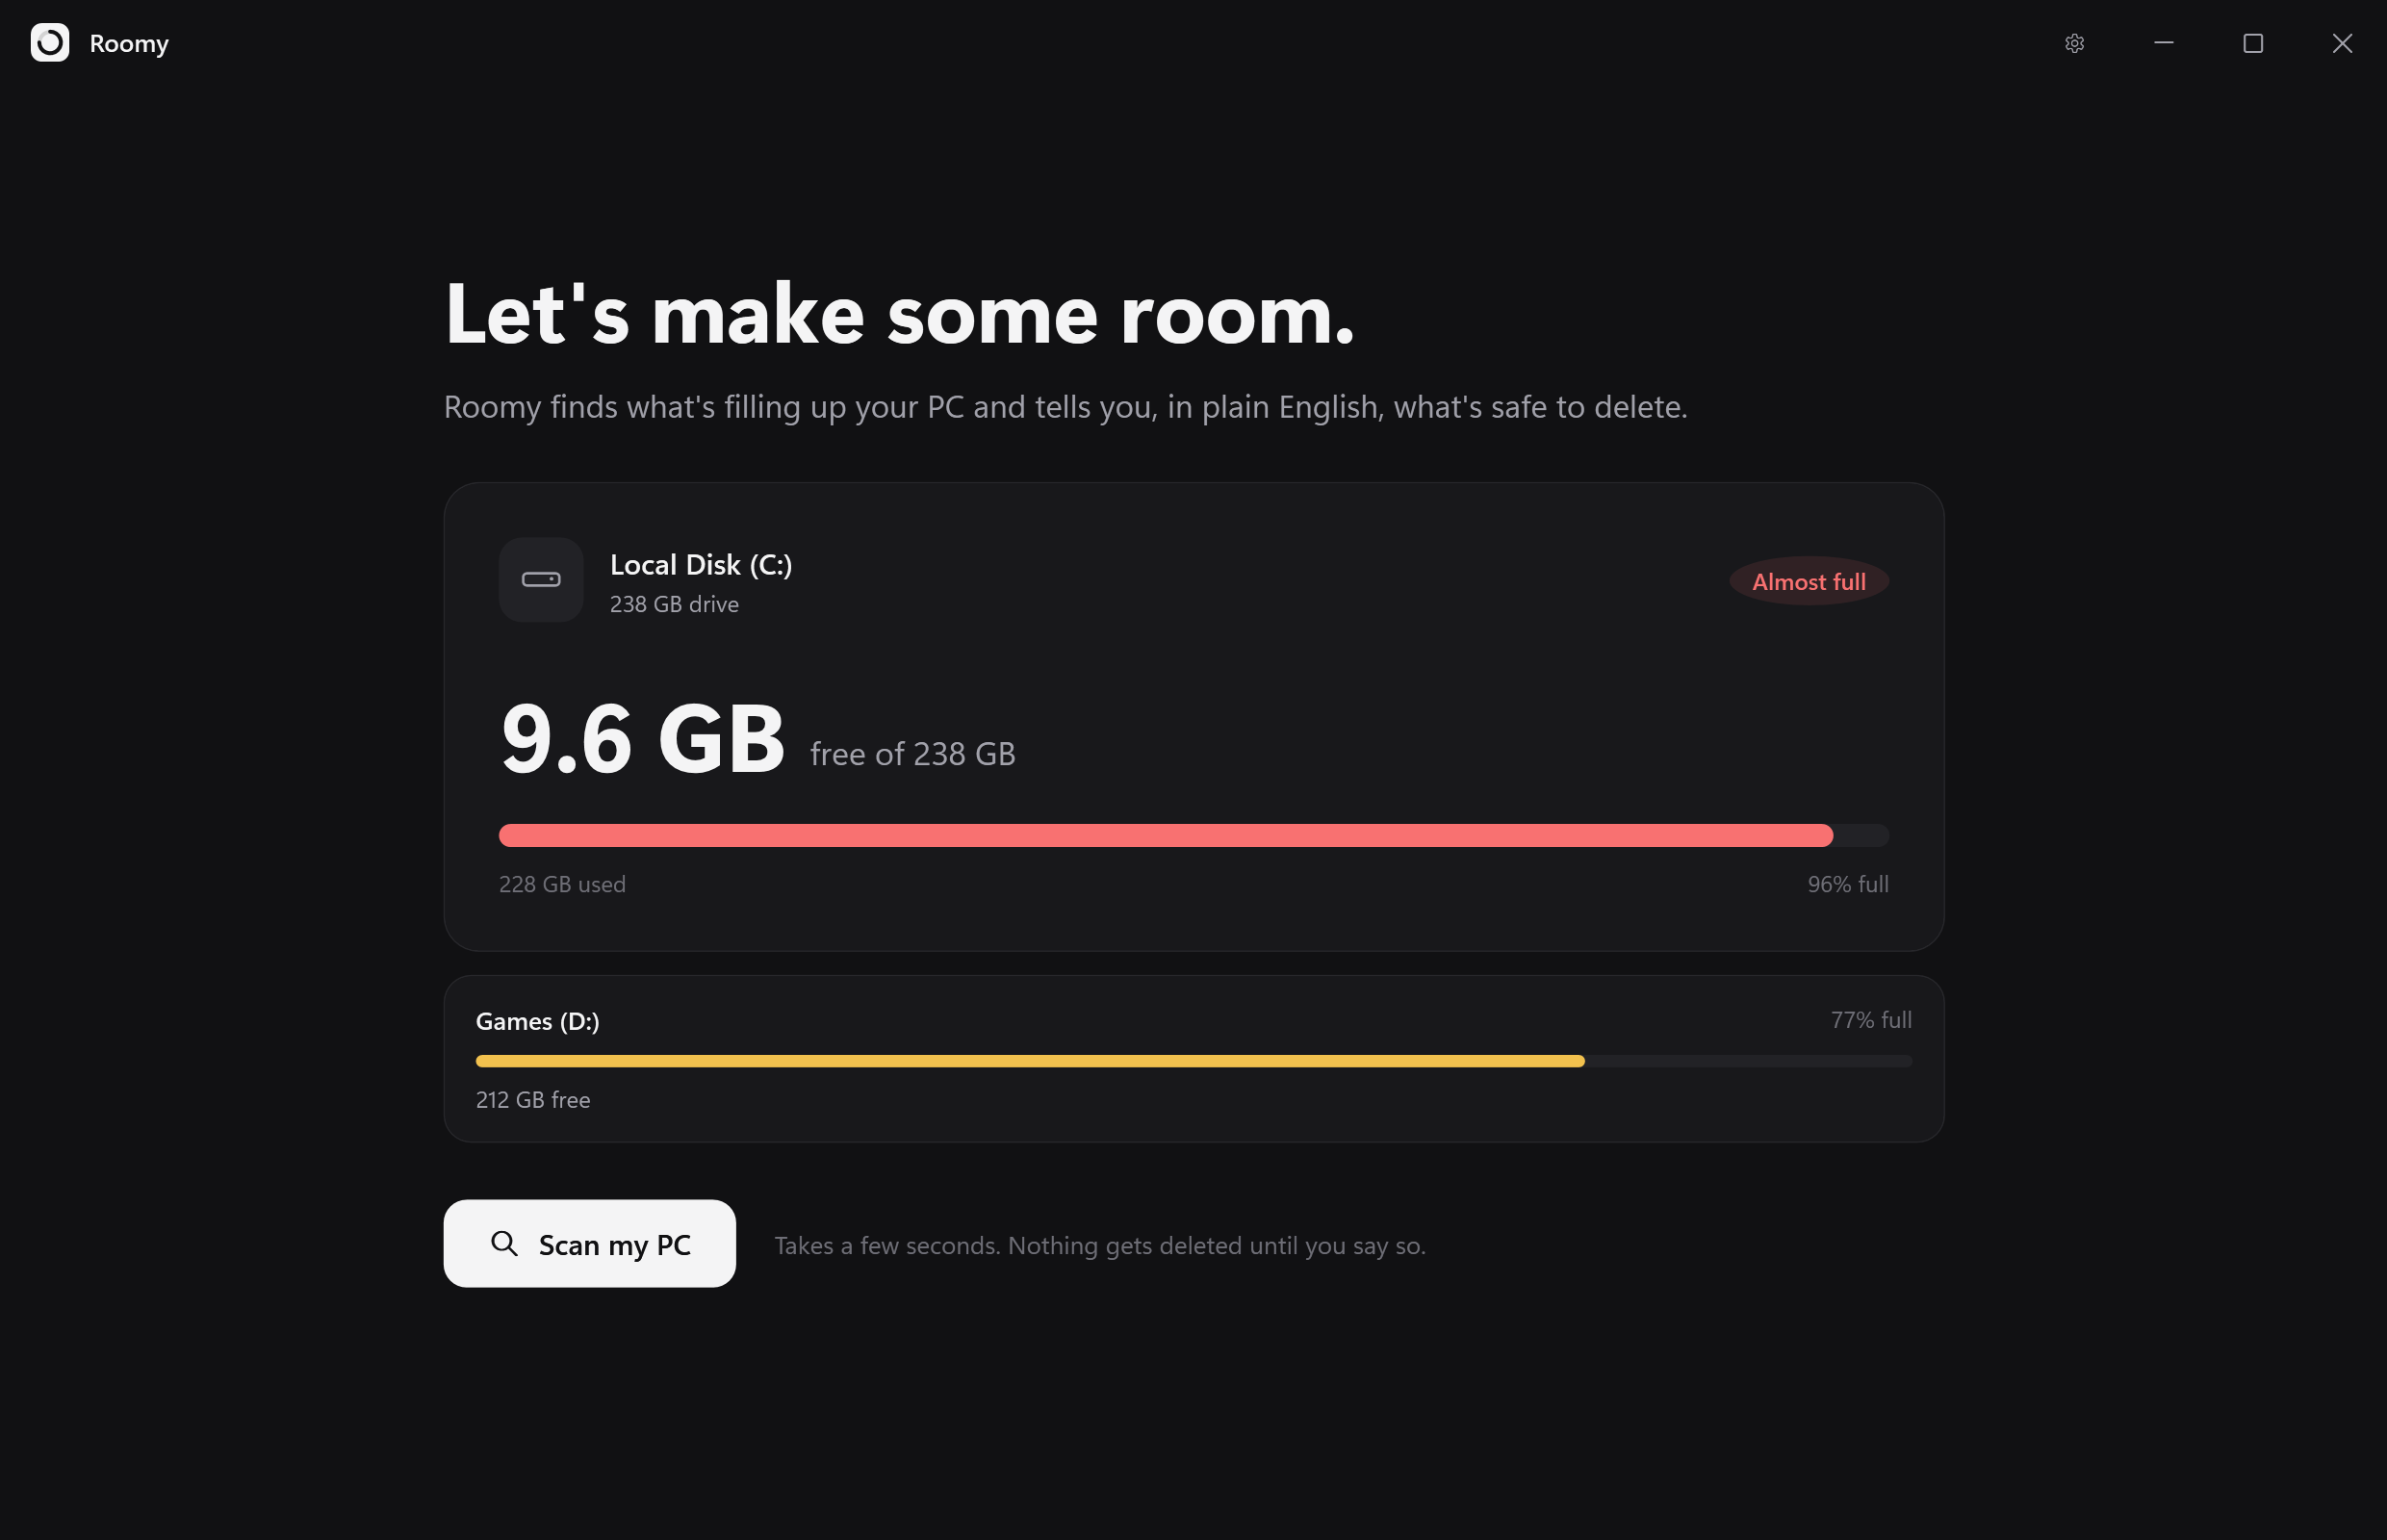 Roomy
Let's make some room.
Roomy finds what's filling up your PC and tells you, in plain English, what's safe to delete.
Local Disk (C:)
238 GB drive
Almost full
9.6 GB free of 238 GB
228 GB used
96% full
Games (D:)
77% full
212 GB free
Scan my PC
Takes a few seconds. Nothing gets deleted until you say so.